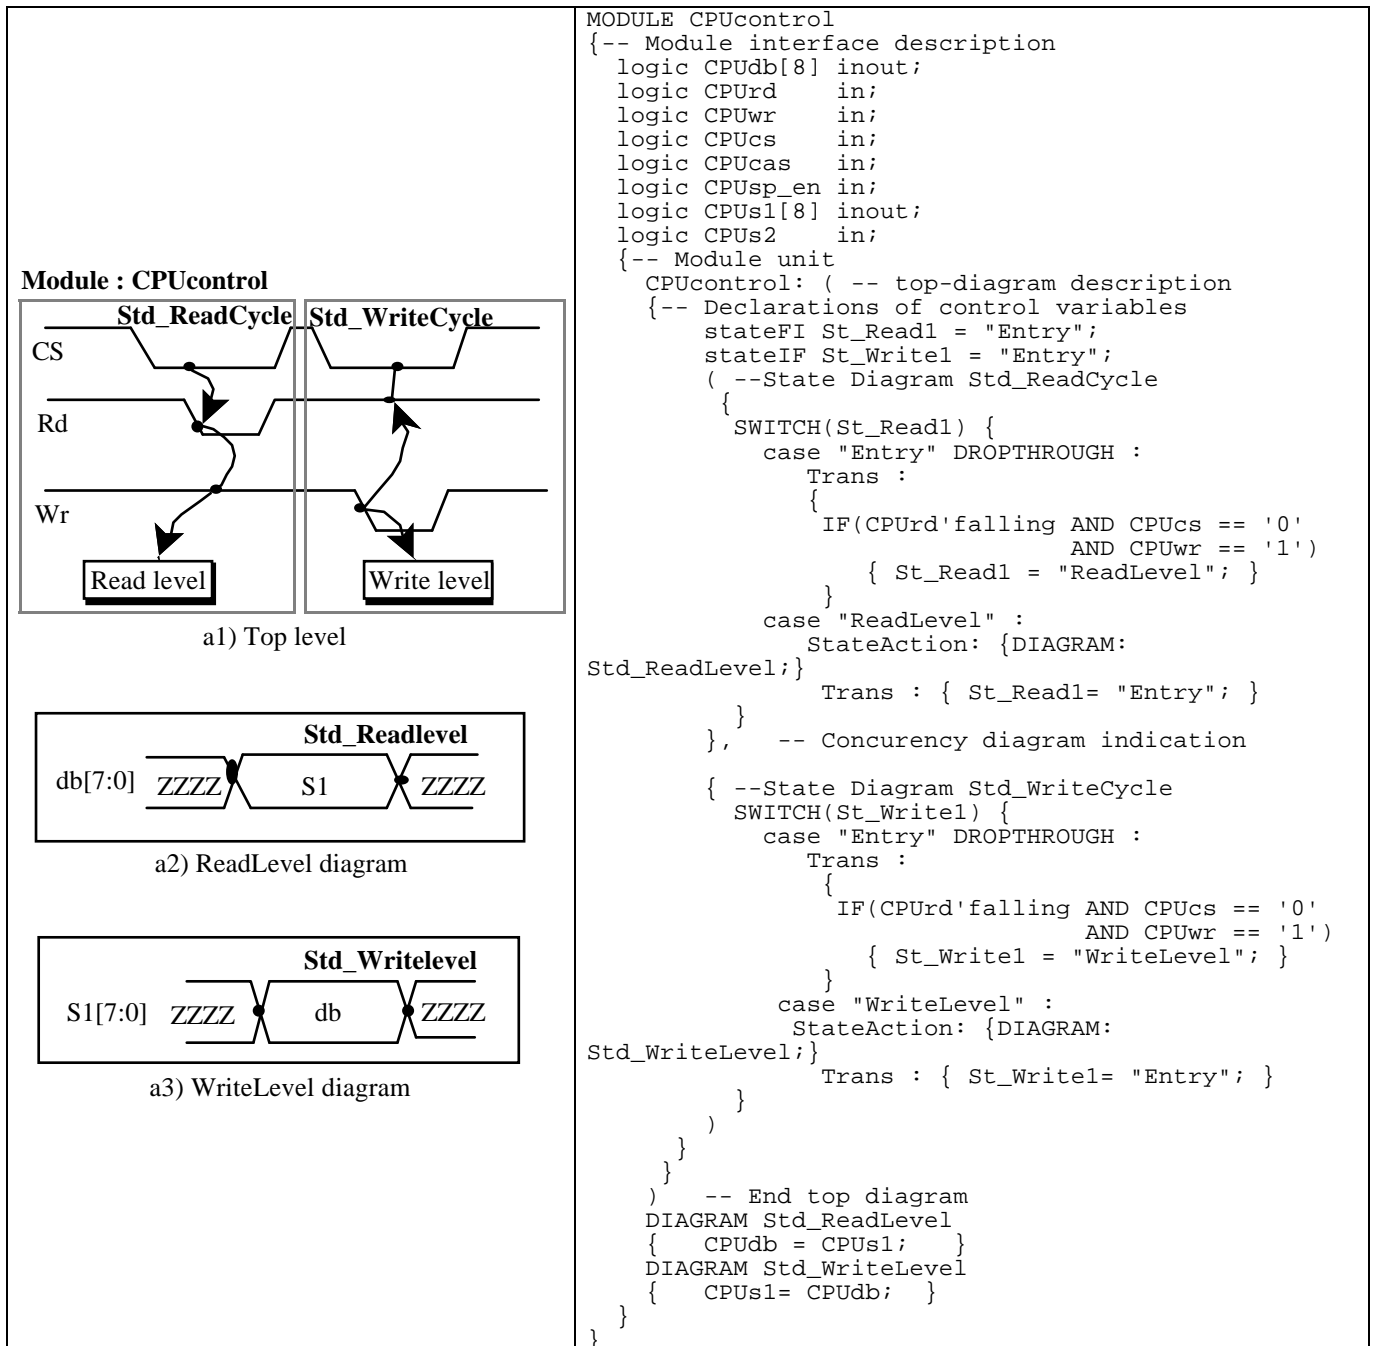 Module : CPUcontrol
Std_ReadCycle
Std_WriteCycle
CS
Rd
Wr
Read level
Write level
a1) Top level
Std_Readlevel
db[7:0]
ZZZZ
S1
ZZZZ
a2) ReadLevel diagram
Std_Writelevel
S1[7:0]
ZZZZ
db
ZZZZ
a3) WriteLevel diagram
MODULE CPUcontrol
{-- Module interface description
logic CPUdb[8] inout;
logic CPUrd in;
logic CPUwr in;
logic CPUcs in;
logic CPUcas in;
logic CPUsp_en in;
logic CPUs1[8] inout;
logic CPUs2 in;
{-- Module unit
CPUcontrol: ( -- top-diagram description
{-- Declarations of control variables
stateFI St_Read1 = "Entry";
stateIF St_Write1 = "Entry";
( --State Diagram Std_ReadCycle
{
SWITCH(St_Read1) {
case "Entry" DROPTHROUGH :
Trans :
{
IF(CPUrd'falling AND CPUcs == '0'
AND CPUwr == '1')
{ St_Read1 = "ReadLevel"; }
}
case "ReadLevel" :
StateAction: {DIAGRAM:
Std_ReadLevel;}
Trans : { St_Read1= "Entry"; }
}
}, -- Concurency diagram indication
{ --State Diagram Std_WriteCycle
SWITCH(St_Write1) {
case "Entry" DROPTHROUGH :
Trans :
{
IF(CPUrd'falling AND CPUcs == '0'
AND CPUwr == '1')
{ St_Write1 = "WriteLevel"; }
}
case "WriteLevel" :
StateAction: {DIAGRAM:
Std_WriteLevel;}
Trans : { St_Write1= "Entry"; }
}
)
}
}
) -- End top diagram
DIAGRAM Std_ReadLevel
{ CPUdb = CPUs1; }
DIAGRAM Std_WriteLevel
{ CPUs1= CPUdb; }
}
}